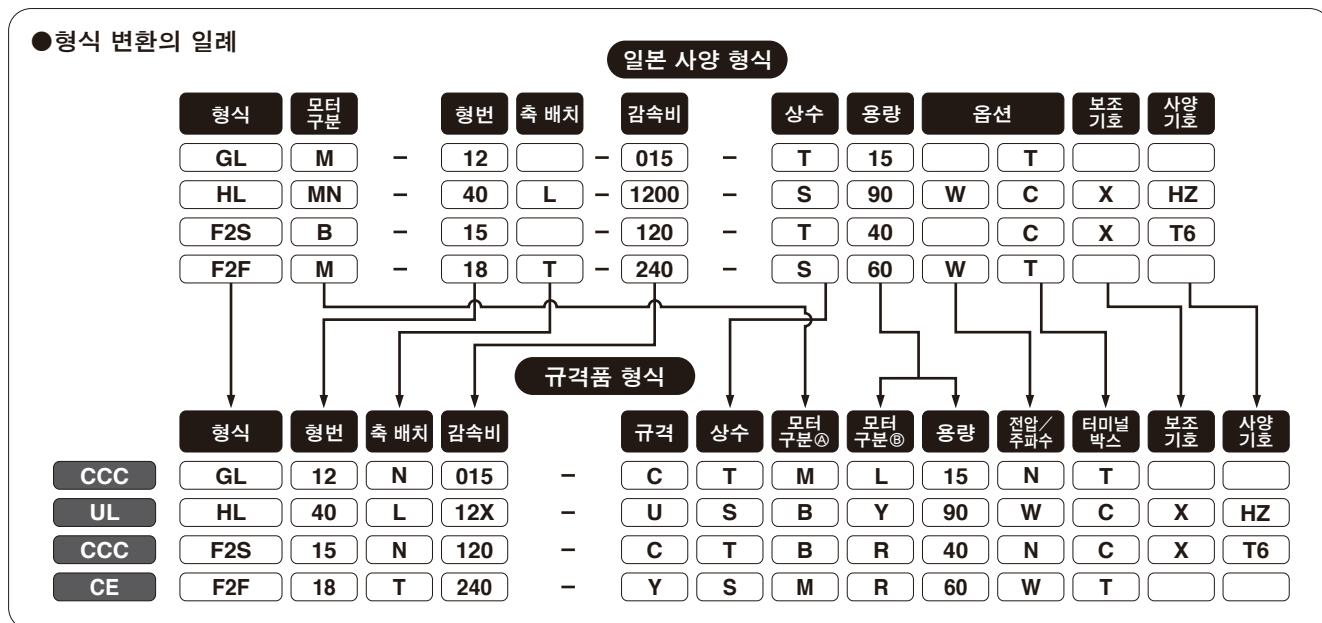 ●형식 변환의 일례
일본 사양 형식
형식 모터구분 형번 축 배치 감속비 상수 용량 옵션 보조기호 사양기호
GL M – 12 – 015 – T 15 T
HL MN – 40 L – 1200 – S 90 W C X HZ
F2S B – 15 – 120 – T 40 C X T6
F2F M – 18 T – 240 – S 60 W T
규격품 형식
형식 형번 축 배치 감속비 규격 상수 모터구분Ⓐ 모터구분Ⓑ 용량 전압/주파수 터미널박스 보조기호 사양기호
CCC GL 12 N 015 – C T M L 15 N T
UL HL 40 L 12X – U S B Y 90 W C X HZ
CCC F2S 15 N 120 – C T B R 40 N C X T6
CE F2F 18 T 240 – Y S M R 60 W T